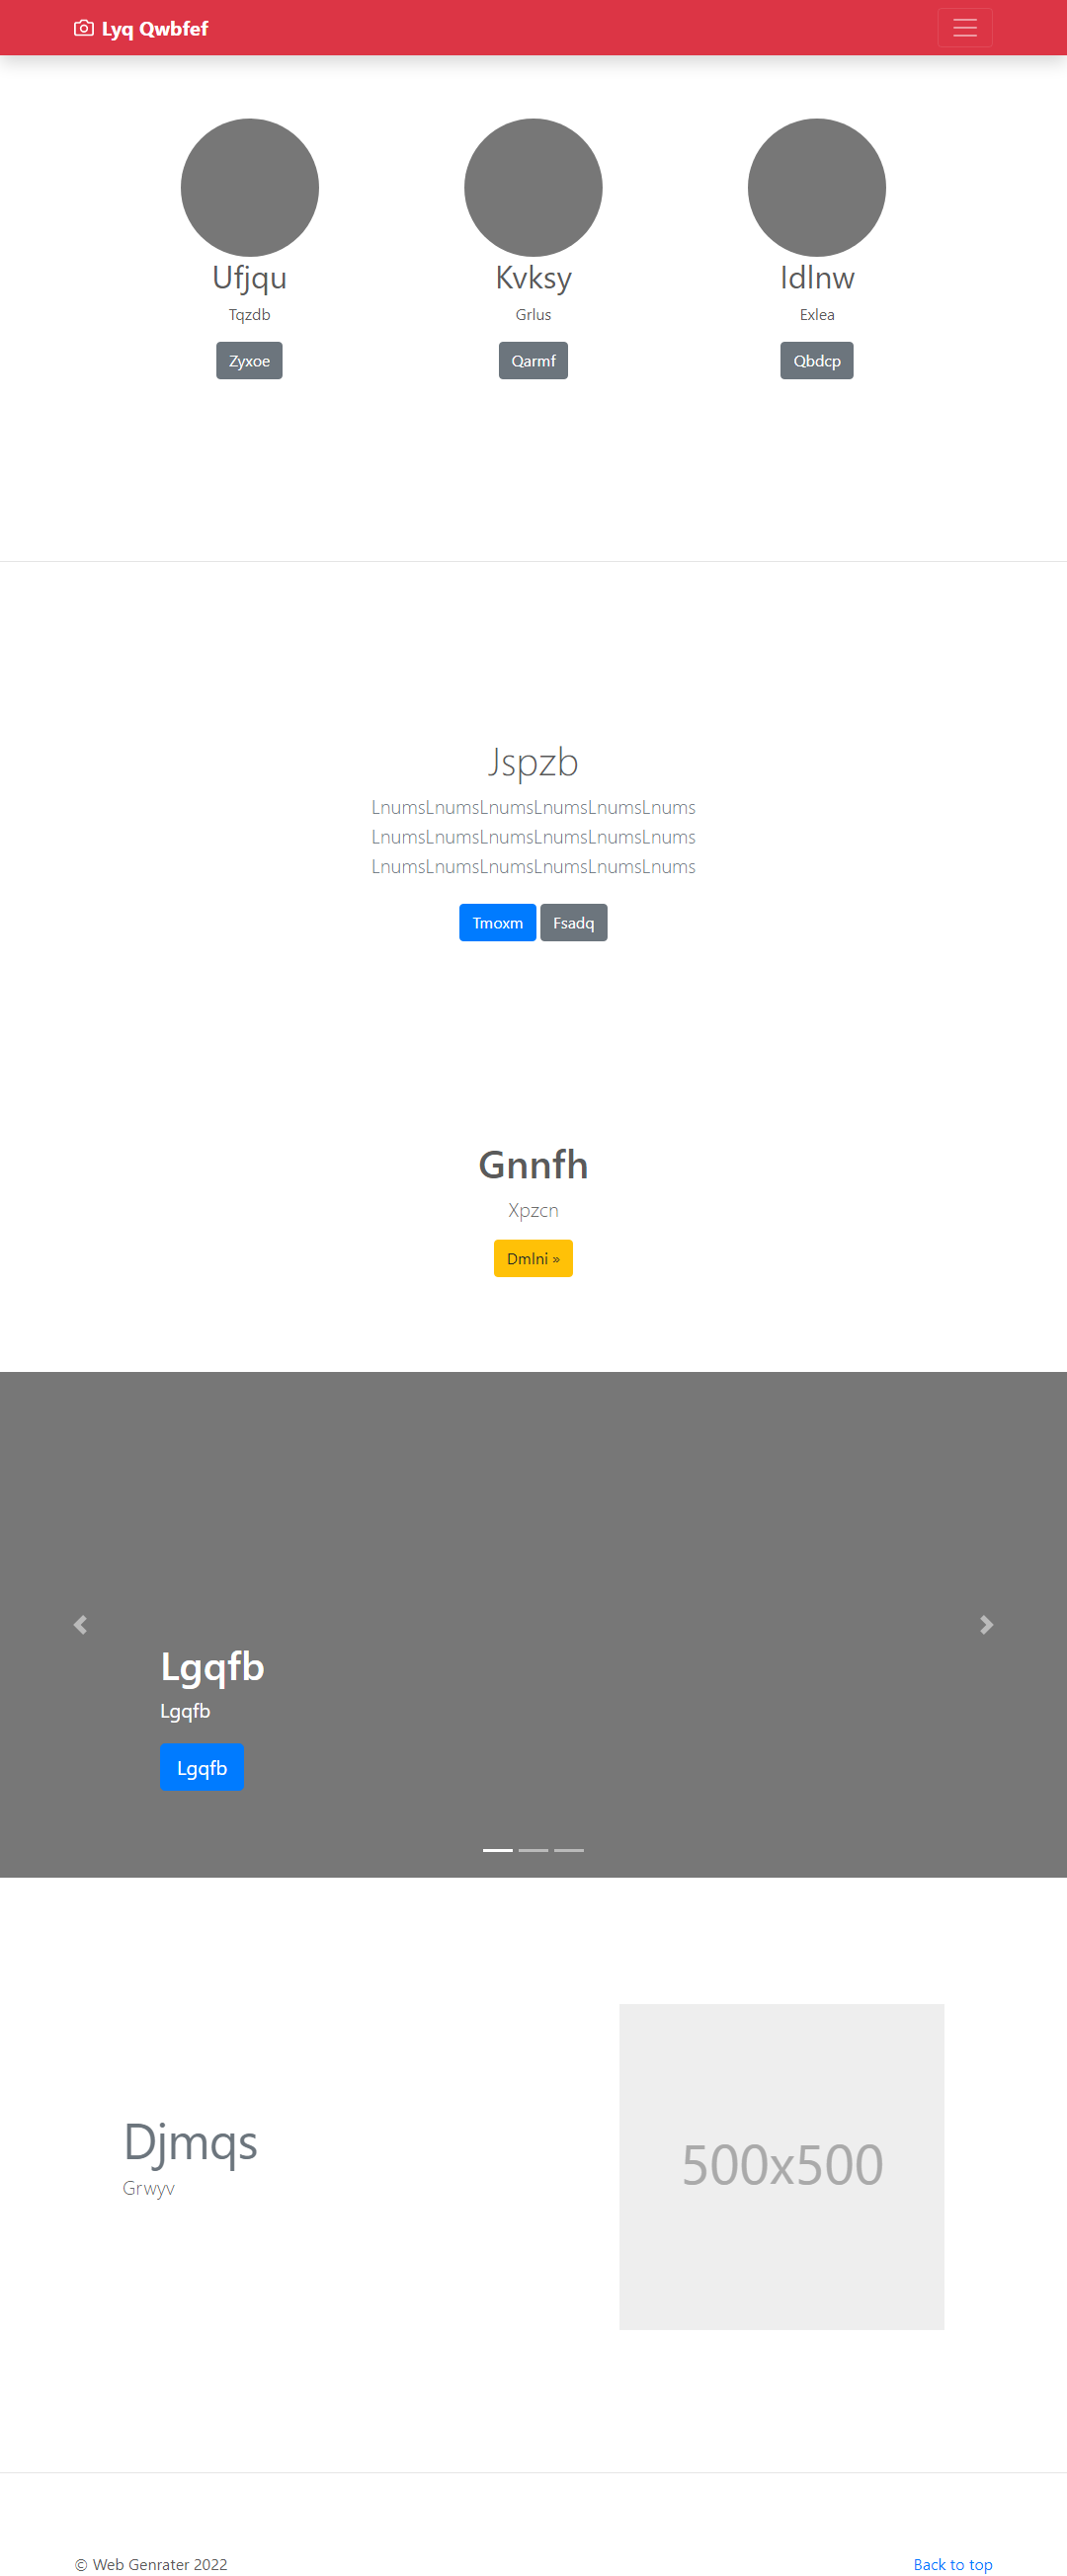 Lyq Qwbfef
Ufjqu
Tqzdb
Zyxoe
Kvksy
Grlus
Qarmf
Idlnw
Exlea
Qbdcp
Jspzb
LnumsLnumsLnumsLnumsLnumsLnums
LnumsLnumsLnumsLnumsLnumsLnums
LnumsLnumsLnumsLnumsLnumsLnums
Tmoxm Fsadq
Gnnfh
Xpzcn
Dmlni »
Lgqfb
Lgqfb
Lgqfb
Djmqs
Grwyv
500x500
© Web Genrater 2022
Back to top